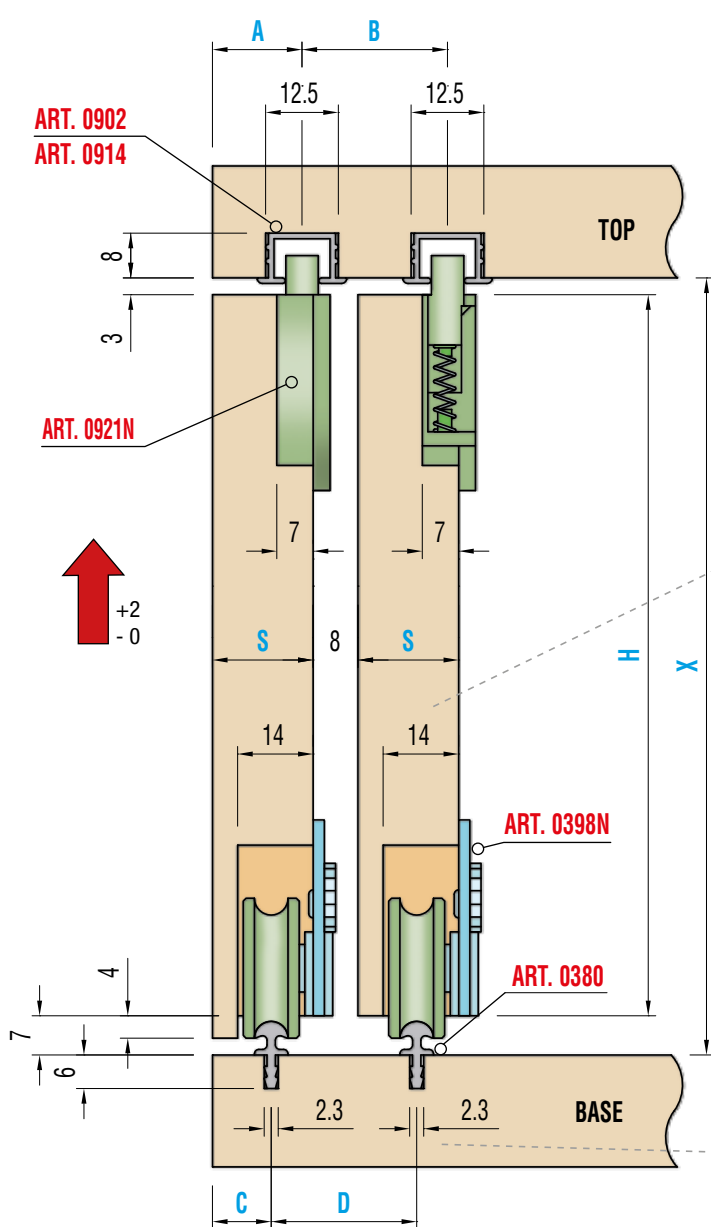 A B
12.5 12.5
ART. 0902
ART. 0914
TOP
8
3
ART. 0921N
7 7
+2
- 0
S 8 S H X
14 14
ART. 0398N
4
ART. 0380
7
6
2.3 2.3
BASE
C D